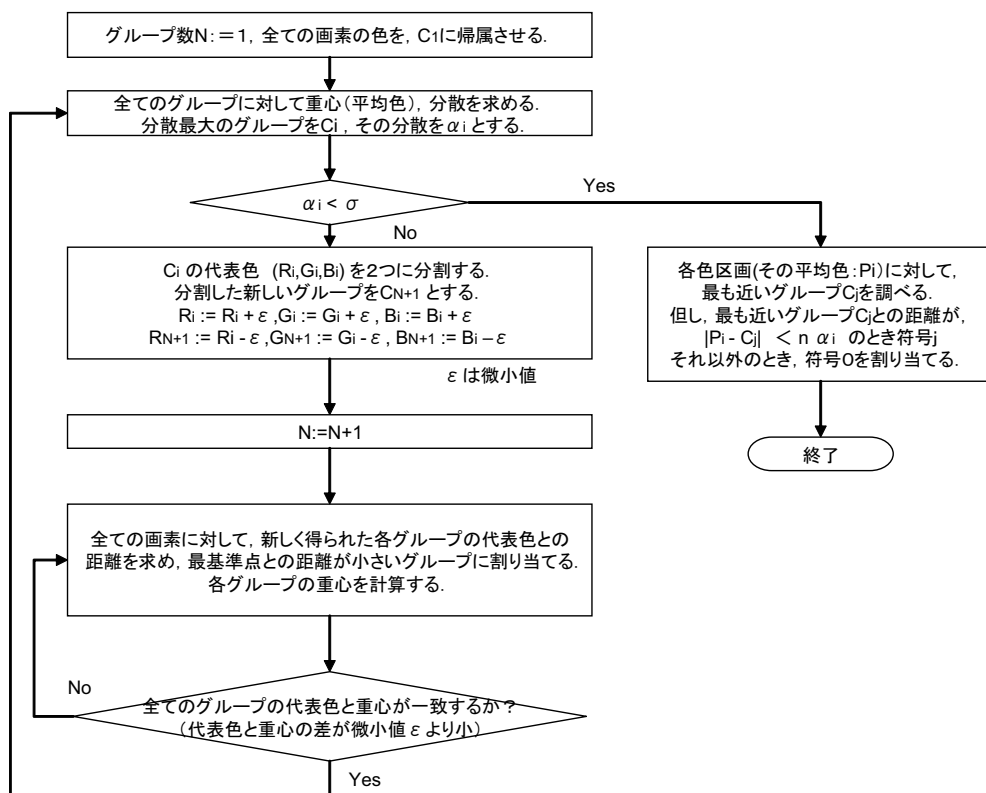 グループ数N:=1,全ての画素の色を,C1に帰属させる.
全てのグループに対して重心(平均色),分散を求める.
分散最大のグループをCi,その分散をαiとする.
αi < σ
Yes
No
Ci の代表色 (Ri,Gi,Bi) を2つに分割する.
分割した新しいグループをCN+1 とする.
Ri := Ri + ε ,Gi := Gi + ε , Bi := Bi + ε
RN+1 := Ri - ε ,GN+1 := Gi - ε , BN+1 := Bi – ε
ε は微小値
各色区画(その平均色:Pi)に対して,
最も近いグループCjを調べる.
但し,最も近いグループCjとの距離が,
|Pi - Cj| < n αi のとき符号j
それ以外のとき,符号0を割り当てる.
終了
N:=N+1
全ての画素に対して,新しく得られた各グループの代表色との
距離を求め,最基準点との距離が小さいグループに割り当てる.
各グループの重心を計算する.
No
全てのグループの代表色と重心が一致するか?
(代表色と重心の差が微小値εより小)
Yes